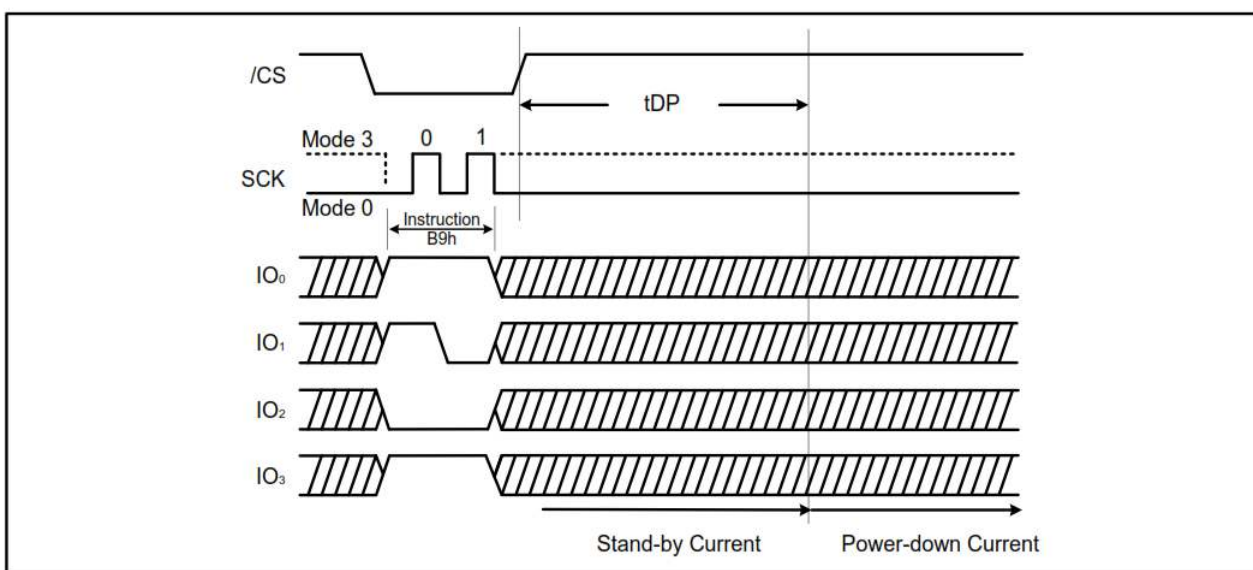 /CS
tDP
Mode 3 0 1
SCK
Mode 0
Instruction
B9h
IO₀
IO₁
IO₂
IO₃
Stand-by Current Power-down Current